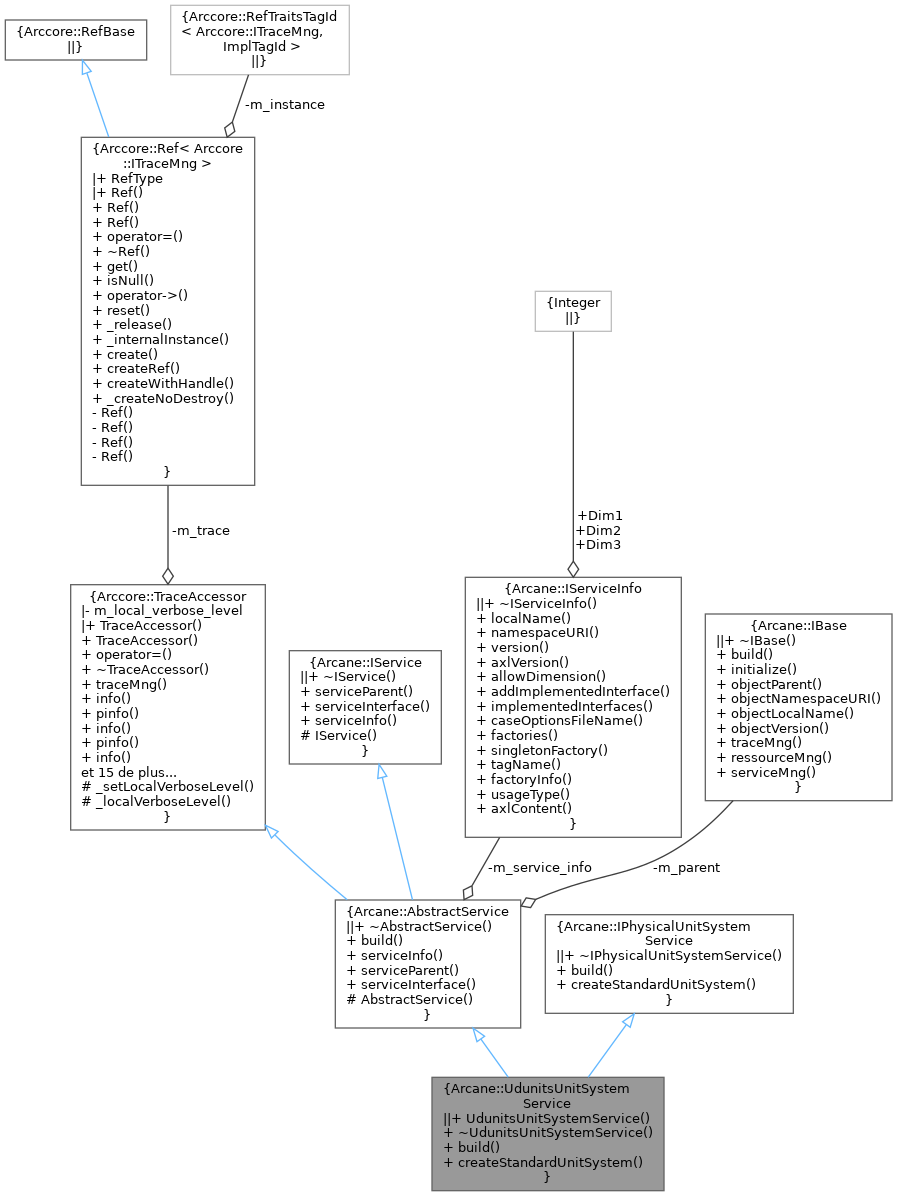 {Arccore::RefBase
||}
{Arccore::RefTraitsTagId
< Arccore::ITraceMng,
ImplTagId >
||}
-m_instance
{Arccore::Ref< Arccore
::ITraceMng >
|+ RefType
|+ Ref()
+ Ref()
+ Ref()
+ operator=()
+ ~Ref()
+ get()
+ isNull()
+ operator->()
+ reset()
+ _release()
+ _internalInstance()
+ create()
+ createRef()
+ createWithHandle()
+ _createNoDestroy()
- Ref()
- Ref()
- Ref()
- Ref()
}
{Integer
||}
-m_trace
+Dim1
+Dim2
+Dim3
{Arccore::TraceAccessor
|- m_local_verbose_level
|+ TraceAccessor()
+ TraceAccessor()
+ operator=()
+ ~TraceAccessor()
+ traceMng()
+ info()
+ pinfo()
+ info()
+ pinfo()
+ info()
et 15 de plus...
# _setLocalVerboseLevel()
# _localVerboseLevel()
}
{Arcane::IService
||+ ~IService()
+ serviceParent()
+ serviceInterface()
+ serviceInfo()
# IService()
}
{Arcane::IServiceInfo
||+ ~IServiceInfo()
+ localName()
+ namespaceURI()
+ version()
+ axlVersion()
+ allowDimension()
+ addImplementedInterface()
+ implementedInterfaces()
+ caseOptionsFileName()
+ factories()
+ singletonFactory()
+ tagName()
+ factoryInfo()
+ usageType()
+ axlContent()
}
{Arcane::IBase
||+ ~IBase()
+ build()
+ initialize()
+ objectParent()
+ objectNamespaceURI()
+ objectLocalName()
+ objectVersion()
+ traceMng()
+ ressourceMng()
+ serviceMng()
}
-m_service_info
-m_parent
{Arcane::AbstractService
||+ ~AbstractService()
+ build()
+ serviceInfo()
+ serviceParent()
+ serviceInterface()
# AbstractService()
}
{Arcane::IPhysicalUnitSystem
Service
||+ ~IPhysicalUnitSystemService()
+ build()
+ createStandardUnitSystem()
}
{Arcane::UdunitsUnitSystem
Service
||+ UdunitsUnitSystemService()
+ ~UdunitsUnitSystemService()
+ build()
+ createStandardUnitSystem()
}